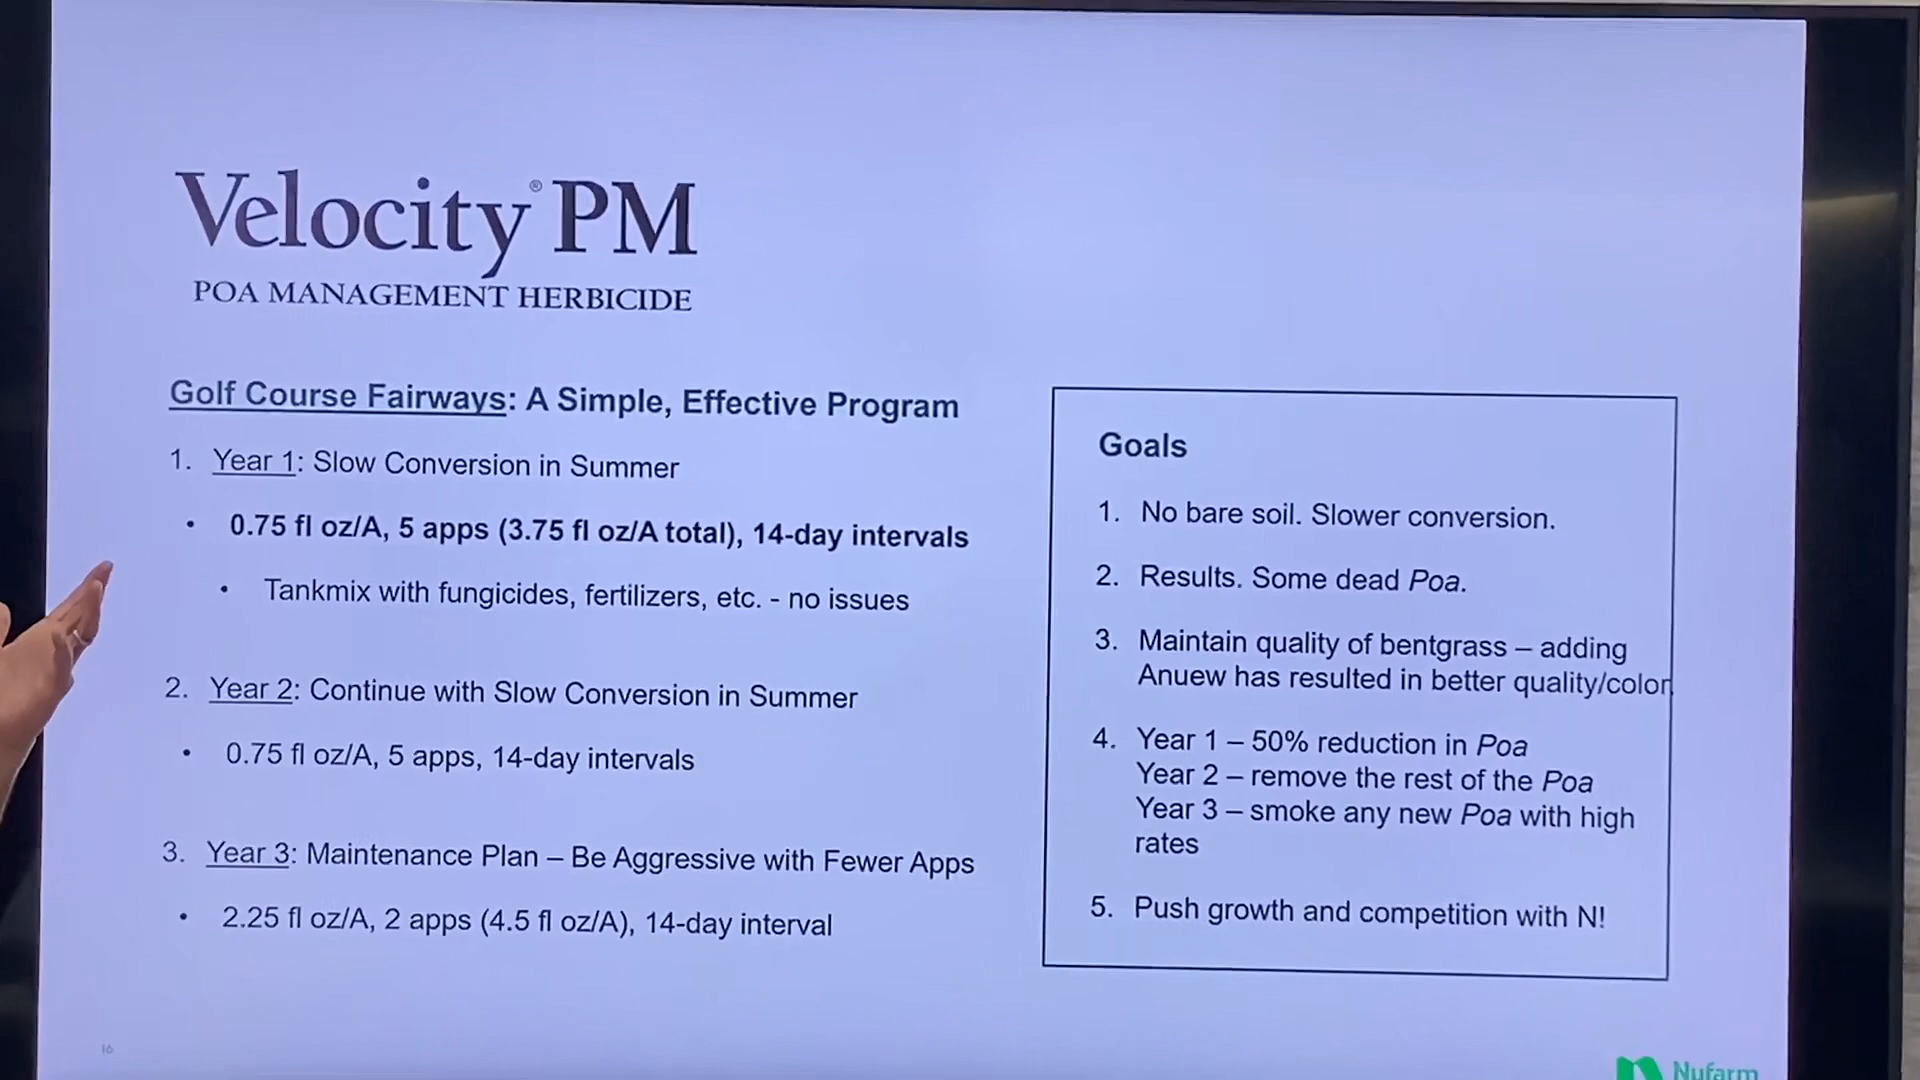 Velocity® PM
POA MANAGEMENT HERBICIDE
Golf Course Fairways: A Simple, Effective Program
1. Year 1: Slow Conversion in Summer
• 0.75 fl oz/A, 5 apps (3.75 fl oz/A total), 14-day intervals
• Tankmix with fungicides, fertilizers, etc. - no issues
2. Year 2: Continue with Slow Conversion in Summer
• 0.75 fl oz/A, 5 apps, 14-day intervals
3. Year 3: Maintenance Plan – Be Aggressive with Fewer Apps
• 2.25 fl oz/A, 2 apps (4.5 fl oz/A), 14-day interval
Goals
1. No bare soil. Slower conversion.
2. Results. Some dead Poa.
3. Maintain quality of bentgrass – adding
Anuew has resulted in better quality/color
4. Year 1 – 50% reduction in Poa
Year 2 – remove the rest of the Poa
Year 3 – smoke any new Poa with high
rates
5. Push growth and competition with N!
16
Nufarm